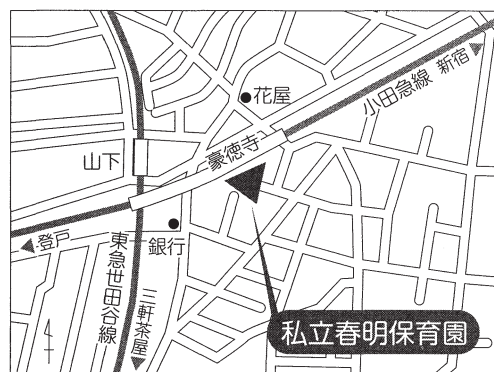 花屋
小田急線
新宿
豪徳寺
山下
登戸
銀行
東急世田谷線
三軒茶屋
私立春明保育園